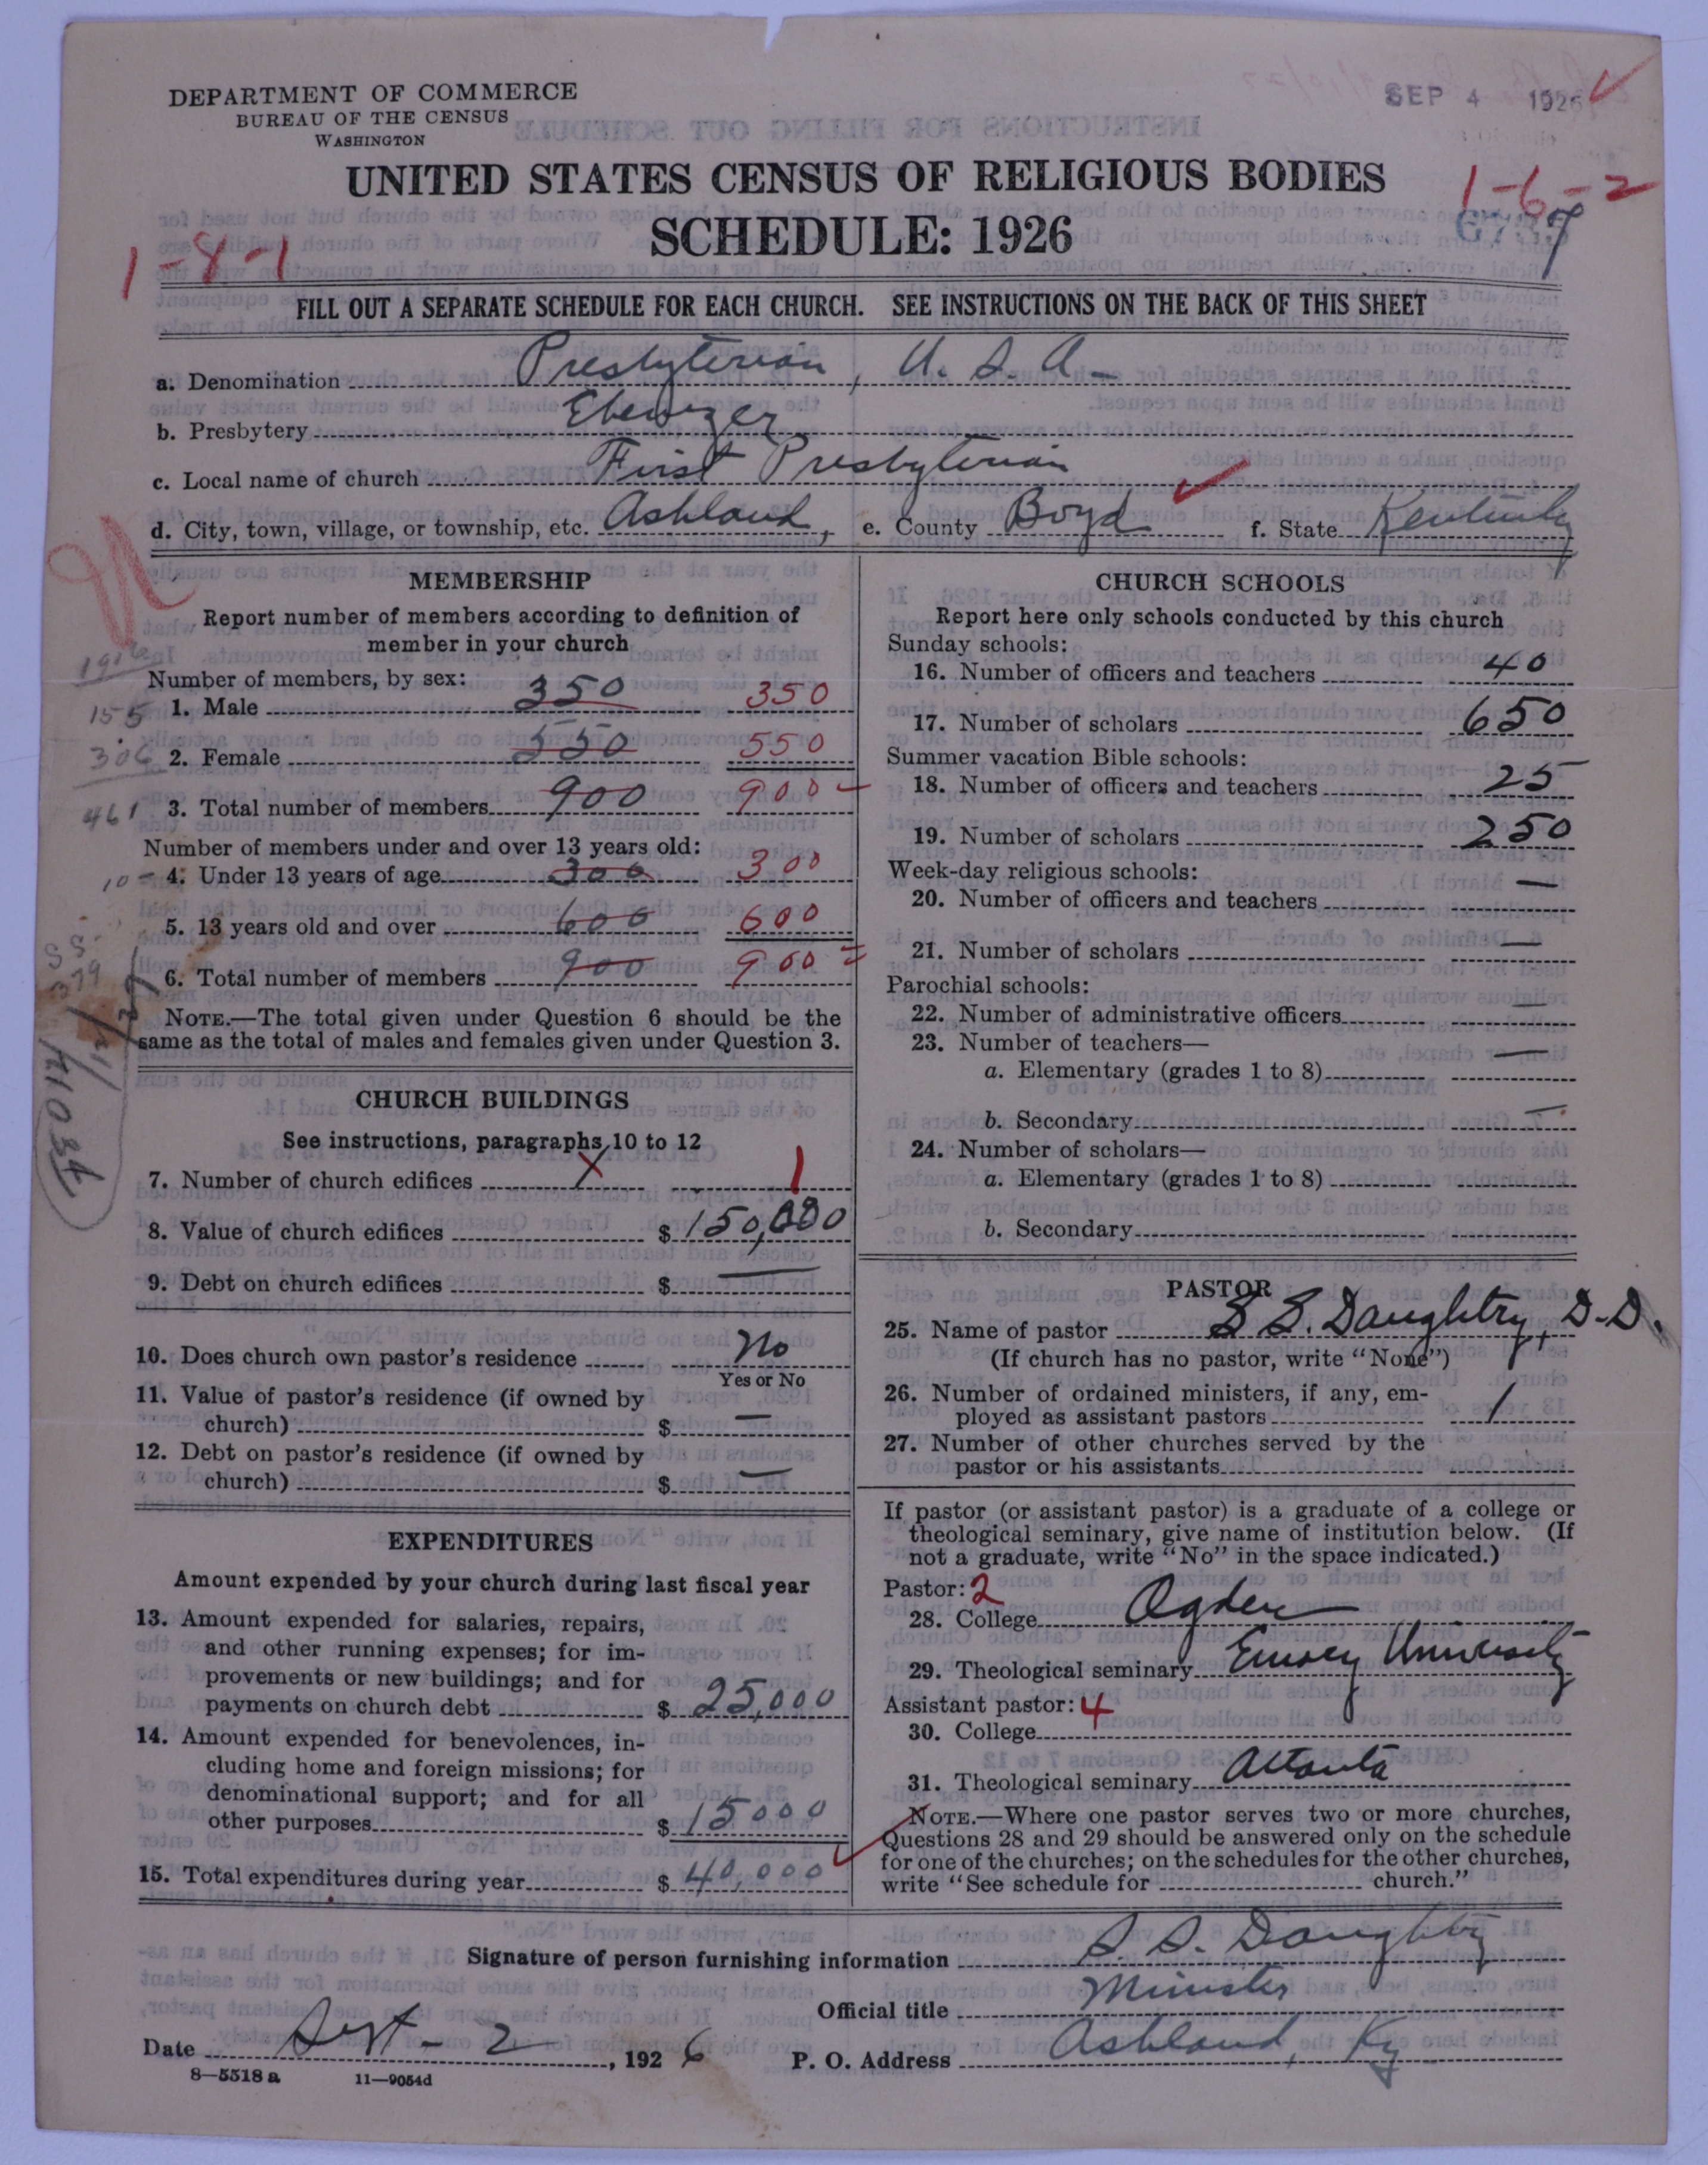 DEPARTMENT OF COMMERCE
BUREAU OF THE CENSUS
WASHINGTON
SEP 4 1926
UNITED STATES CENSUS OF RELIGIOUS BODIES
SCHEDULE: 1926
1-8-1
1-6-2
FILL OUT A SEPARATE SCHEDULE FOR EACH CHURCH. SEE INSTRUCTIONS ON THE BACK OF THIS SHEET
a. Denomination Presbyterian, U. S. A-
b. Presbytery Ebenezer
c. Local name of church First Presbyterian
d. City, town, village, or township, etc. Ashland, e. County Boyd f. State Kentucky
MEMBERSHIP
Report number of members according to definition of
member in your church
1916
Number of members, by sex:
155 1. Male 350 350
306 2. Female 550 550
461 3. Total number of members 900 900
Number of members under and over 13 years old:
10- 4. Under 13 years of age 300 300
5. 13 years old and over 600 600
6. Total number of members 900 900
S S.
379
NOTE.—The total given under Question 6 should be the
same as the total of males and females given under Question 3.
CHURCH BUILDINGS
See instructions, paragraphs 10 to 12
7. Number of church edifices X 1
8. Value of church edifices $ 150,000
9. Debt on church edifices $ —
10. Does church own pastor's residence No
Yes or No
11. Value of pastor's residence (if owned by
church) $ —
12. Debt on pastor's residence (if owned by
church) $ —
EXPENDITURES
Amount expended by your church during last fiscal year
13. Amount expended for salaries, repairs,
and other running expenses; for im-
provements or new buildings; and for
payments on church debt $ 25,000
14. Amount expended for benevolences, in-
cluding home and foreign missions; for
denominational support; and for all
other purposes $ 15000
15. Total expenditures during year $ 40,000
CHURCH SCHOOLS
Report here only schools conducted by this church
Sunday schools:
16. Number of officers and teachers 40
17. Number of scholars 650
Summer vacation Bible schools:
18. Number of officers and teachers 25
19. Number of scholars 250
Week-day religious schools:
20. Number of officers and teachers —
21. Number of scholars —
Parochial schools:
22. Number of administrative officers —
23. Number of teachers—
a. Elementary (grades 1 to 8) —
b. Secondary —
24. Number of scholars—
a. Elementary (grades 1 to 8)
b. Secondary
PASTOR
25. Name of pastor S S. Daughtry, D.D.
(If church has no pastor, write "None")
26. Number of ordained ministers, if any, em-
ployed as assistant pastors 1
27. Number of other churches served by the
pastor or his assistants
If pastor (or assistant pastor) is a graduate of a college or
theological seminary, give name of institution below. (If
not a graduate, write "No" in the space indicated.)
Pastor: 2
28. College Ogden
29. Theological seminary Emory University
Assistant pastor: 4
30. College
31. Theological seminary Atlanta
NOTE.—Where one pastor serves two or more churches,
Questions 28 and 29 should be answered only on the schedule
for one of the churches; on the schedules for the other churches,
write "See schedule for church."
Signature of person furnishing information S. S. Daughtry
Official title Minister
Date Sept - 2, 1926 P. O. Address Ashland, Ky
8—5518 a 11—9054d